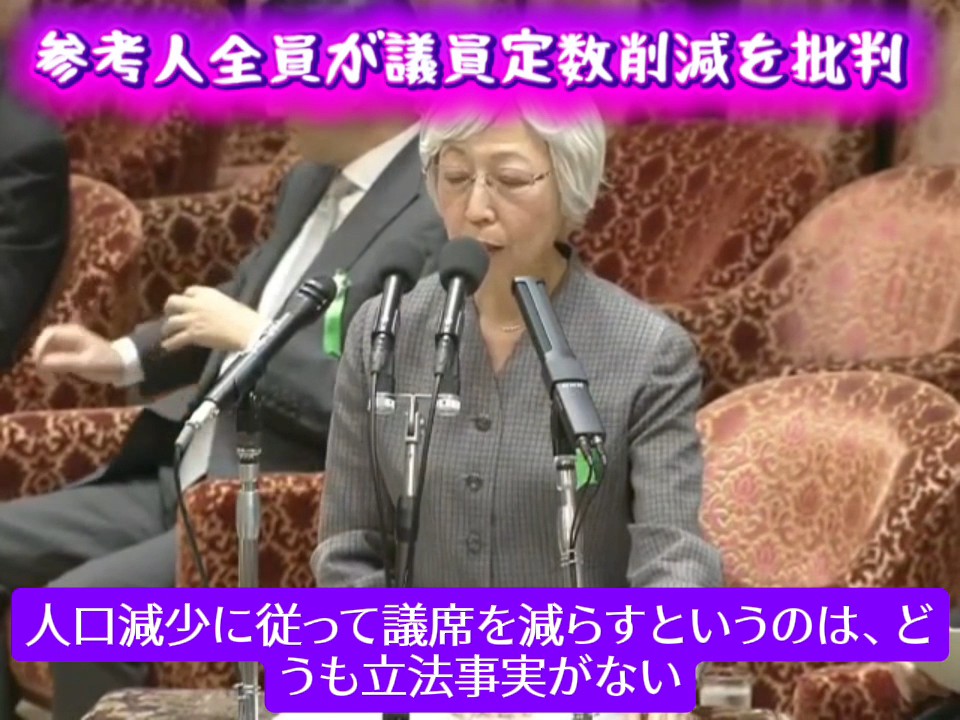 参考人全員が議員定数削減を批判
人口減少に従って議席を減らすというのは、ど
うも立法事実がない